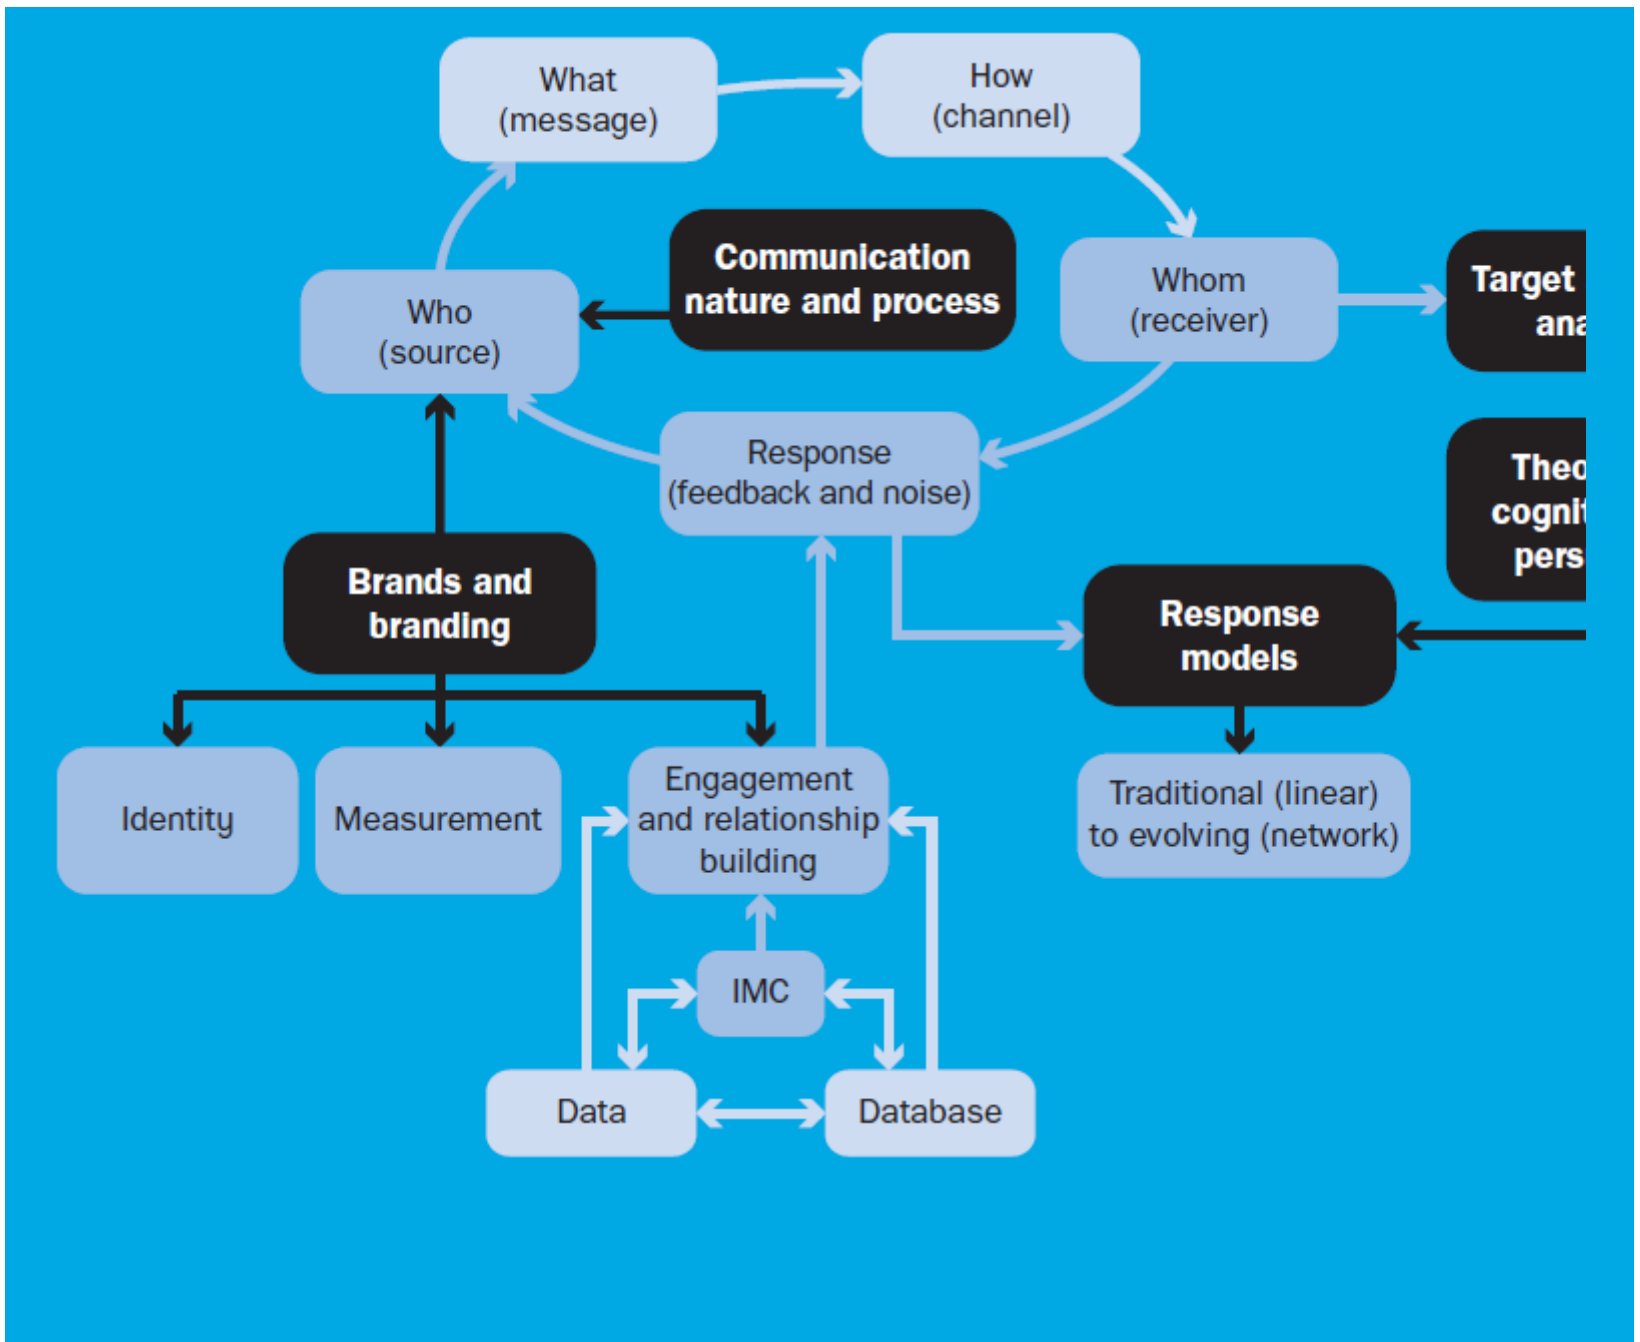 What
(message)
How
(channel)
Communication
nature and process
Who
(source)
Whom
(receiver)
Target
Response
(feedback and noise)
Brands and
branding
Response
models
Identity
Measurement
Engagement
and relationship
building
Traditional (linear)
to evolving (network)
IMC
Data
Database